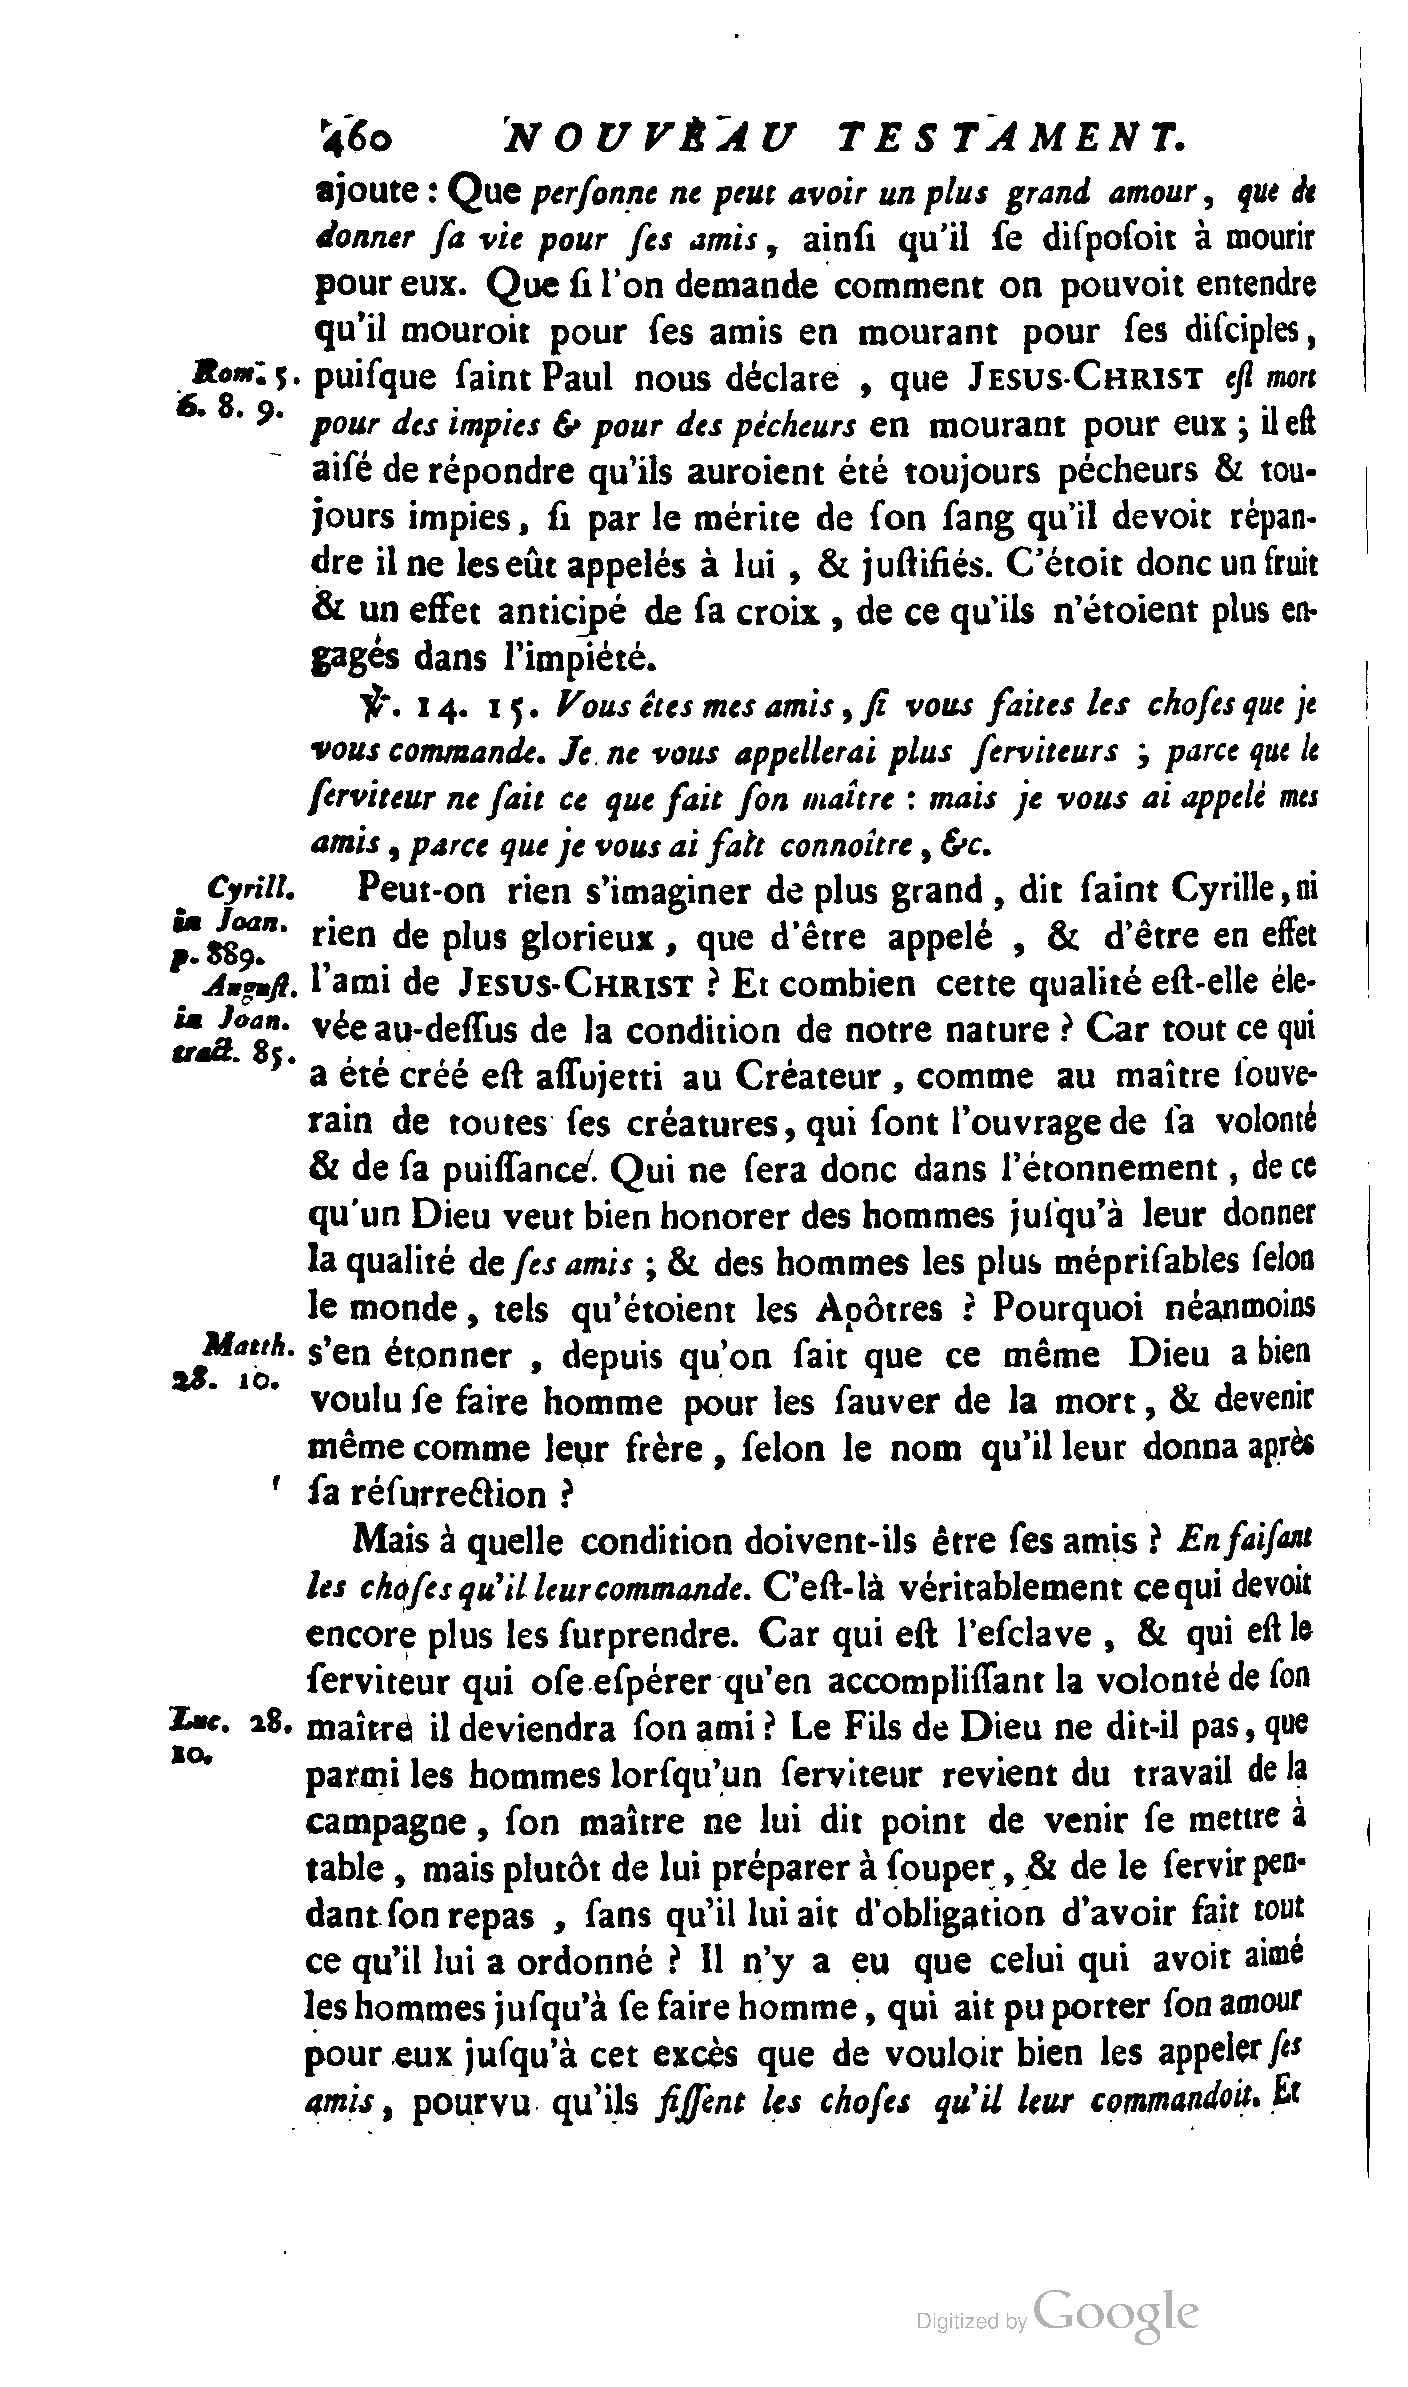 460 NOUVEAU TESTAMENT.
ajoute : Que perſonne ne peut avoir un plus grand amour, que de
donner ſa vie pour ſes amis, ainſi qu'il ſe diſpoſoit à mourir
pour eux. Que ſi l'on demande comment on pouvoit entendre
qu'il mouroit pour ſes amis en mourant pour ſes diſciples,
Rom. 5. puiſque ſaint Paul nous déclare, que JESUS-CHRIST eſt mort
6. 8. 9. pour des impies & pour des pécheurs en mourant pour eux ; il eſt
aiſé de répondre qu'ils auroient été toujours pécheurs & tou-
jours impies, ſi par le mérite de ſon ſang qu'il devoit répan-
dre il ne les eût appelés à lui, & juſtifiés. C'étoit donc un fruit
& un effet anticipé de ſa croix, de ce qu'ils n'étoient plus en-
gagés dans l'impiété.
℣. 14. 15. Vous êtes mes amis, ſi vous faites les choſes que je
vous commande. Je ne vous appellerai plus ſerviteurs ; parce que le
ſerviteur ne ſait ce que fait ſon maître : mais je vous ai appelé mes
amis, parce que je vous ai fait connoître, &c.
Cyrill. Peut-on rien s'imaginer de plus grand, dit ſaint Cyrille, ni
in Joan. rien de plus glorieux, que d'être appelé, & d'être en effet
p. 889.
Auguſt. l'ami de JESUS-CHRIST ? Et combien cette qualité eſt-elle éle-
in Joan. vée au-deſſus de la condition de notre nature ? Car tout ce qui
tract. 85. a été créé eſt aſſujetti au Créateur, comme au maître ſouve-
rain de toutes ſes créatures, qui ſont l'ouvrage de ſa volonté
& de ſa puiſſance. Qui ne ſera donc dans l'étonnement, de ce
qu'un Dieu veut bien honorer des hommes juſqu'à leur donner
la qualité de ſes amis ; & des hommes les plus mépriſables ſelon
le monde, tels qu'étoient les Apôtres ? Pourquoi néanmoins
Matth. s'en étonner, depuis qu'on ſait que ce même Dieu a bien
28. 10. voulu ſe faire homme pour les ſauver de la mort, & devenir
même comme leur frère, ſelon le nom qu'il leur donna après
ſa réſurrection ?
Mais à quelle condition doivent-ils être ſes amis ? En faiſant
les choſes qu'il leur commande. C'eſt-là véritablement ce qui devoit
encore plus les ſurprendre. Car qui eſt l'eſclave, & qui eſt le
ſerviteur qui oſe eſpérer qu'en accompliſſant la volonté de ſon
Luc. 28. maître il deviendra ſon ami ? Le Fils de Dieu ne dit-il pas, que
10. parmi les hommes lorſqu'un ſerviteur revient du travail de la
campagne, ſon maître ne lui dit point de venir ſe mettre à
table, mais plutôt de lui préparer à ſouper, & de le ſervir pen-
dant ſon repas, ſans qu'il lui ait d'obligation d'avoir fait tout
ce qu'il lui a ordonné ? Il n'y a eu que celui qui avoit aimé
les hommes juſqu'à ſe faire homme, qui ait pu porter ſon amour
pour eux juſqu'à cet excès que de vouloir bien les appeler ſes
amis, pourvu qu'ils fiſſent les choſes qu'il leur commandoit. Et
Digitized by Google